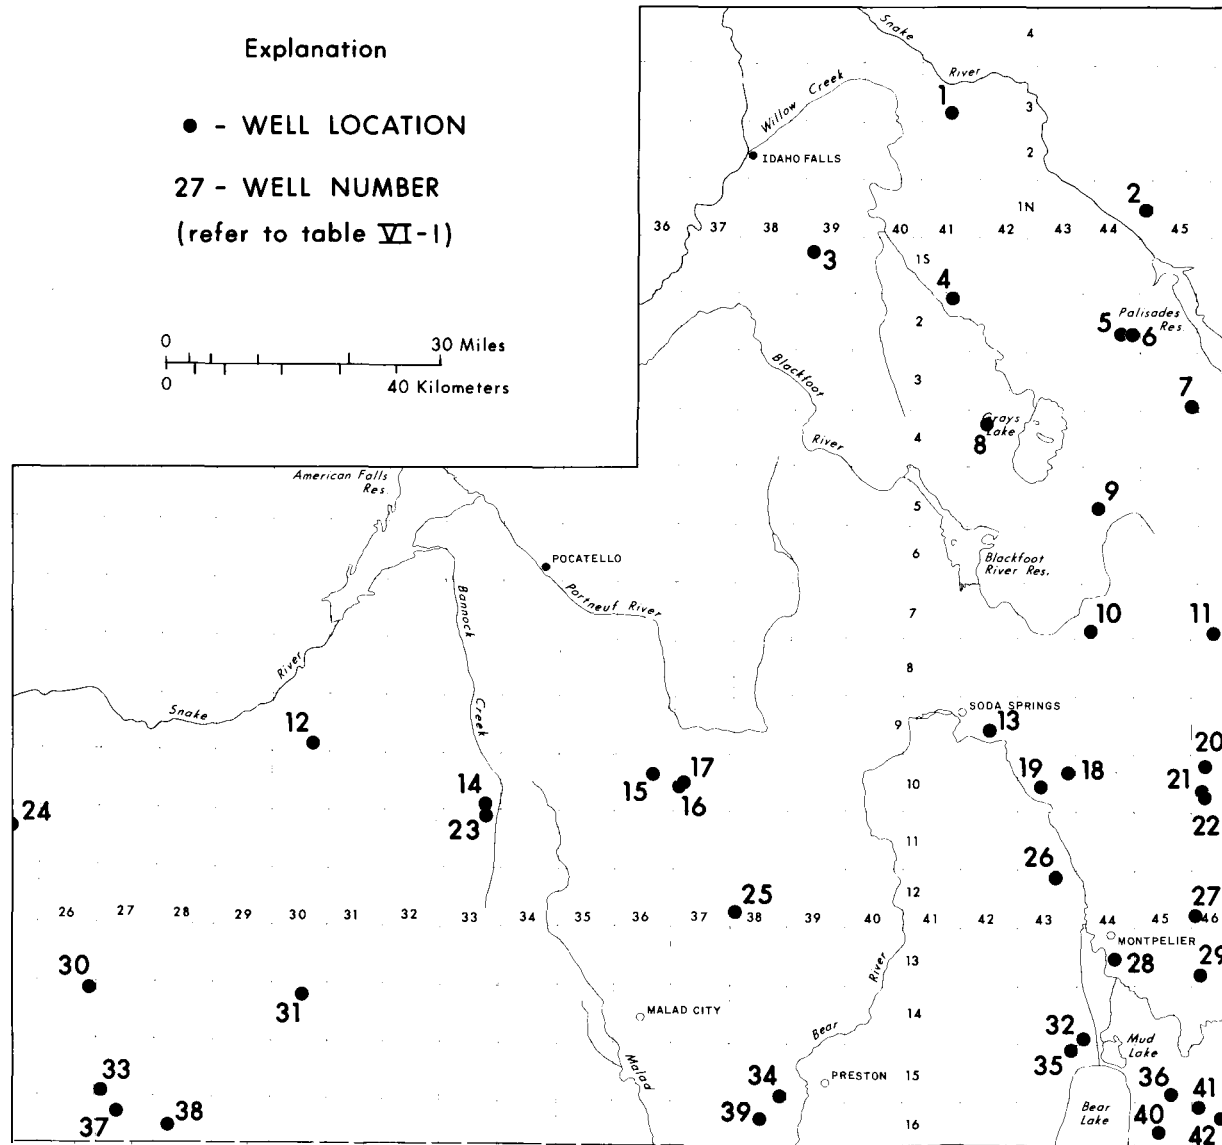 Explanation
● - WELL LOCATION
27 - WELL NUMBER
(refer to table VI-I)
0 30 Miles
0 40 Kilometers
Snake
River
4
Willow Creek
1
3
IDAHO FALLS
2
2
1N
36 37 38 39 40 41 42 43 44 45
3
1S
4
2
5 6
Palisades
Res.
Blackfoot
River
3
7
Grays
Lake
8
4
American Falls
Res.
5
9
6
Blackfoot
River Res.
POCATELLO
Portneuf River
Bannock
Creek
7
10
11
8
Snake
River
12
SODA SPRINGS
9
13
20
14
15
17
16
10
19
18
21
22
24
23
11
26
12
25
27
26 27 28 29 30 31 32 33 34 35 36 37 38 39 40 41 42 43 44 45 46
MONTPELIER
30
31
13
28
29
River
Bear
MALAD CITY
14
32
35
Mud
Lake
Malad
33
34
PRESTON
15
36
41
37
38
39
16
Bear
Lake
40
42